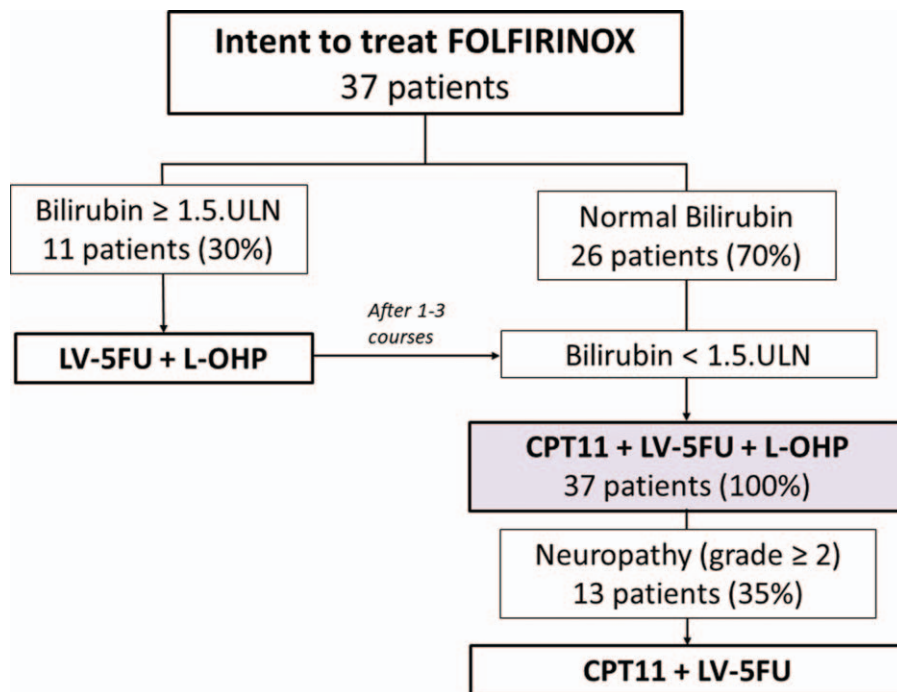 Intent to treat FOLFIRINOX
37 patients
Bilirubin ≥ 1.5.ULN
11 patients (30%)
Normal Bilirubin
26 patients (70%)
LV-5FU + L-OHP
After 1-3
courses
Bilirubin < 1.5.ULN
CPT11 + LV-5FU + L-OHP
37 patients (100%)
Neuropathy (grade ≥ 2)
13 patients (35%)
CPT11 + LV-5FU